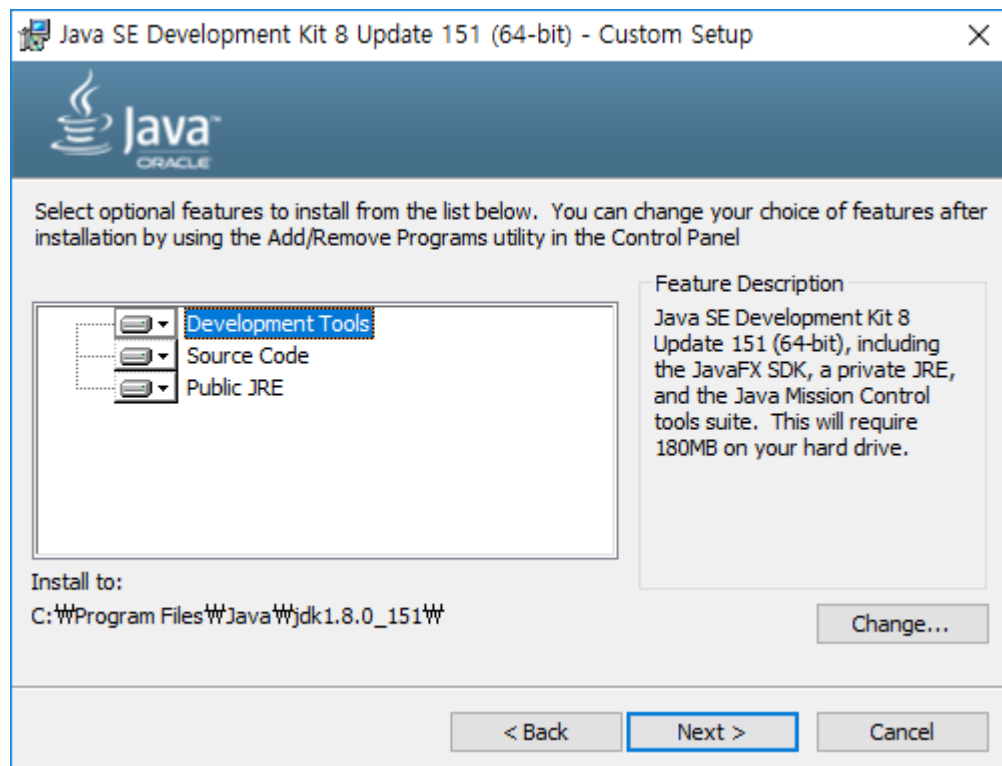 Java SE Development Kit 8 Update 151 (64-bit) - Custom Setup
Java™
ORACLE
Select optional features to install from the list below.  You can change your choice of features after
installation by using the Add/Remove Programs utility in the Control Panel
Development Tools
Source Code
Public JRE
Feature Description
Java SE Development Kit 8
Update 151 (64-bit), including
the JavaFX SDK, a private JRE,
and the Java Mission Control
tools suite.  This will require
180MB on your hard drive.
Install to:
C:₩Program Files₩Java₩jdk1.8.0_151₩
Change...
< Back
Next >
Cancel